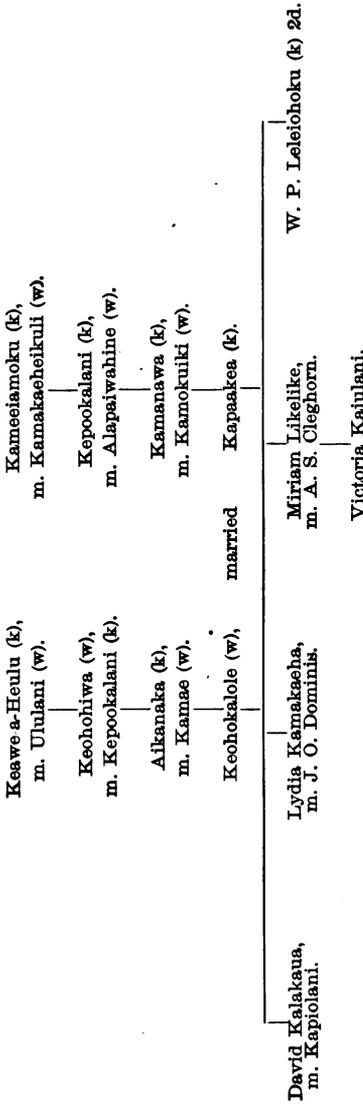 Keawe-a-Heulu (k),
m. Ululani (w).
Keohohiwa (w),
m. Kepookalani (k).
Aikanaka (k),
m. Kamae (w).
Keohokalole (w),
married
Kameeiamoku (k),
m. Kamakaeheikuli (w).
Kepookalani (k),
m. Alapaiwahine (w).
Kamanawa (k),
m. Kamokuiki (w).
Kapaakea (k).
David Kalakaua,
m. Kapiolani.
Lydia Kamakaeha,
m. J. O. Dominis.
Miriam Likelike,
m. A. S. Cleghorn.
Victoria Kaiulani.
W. P. Leleiohoku (k) 2d.